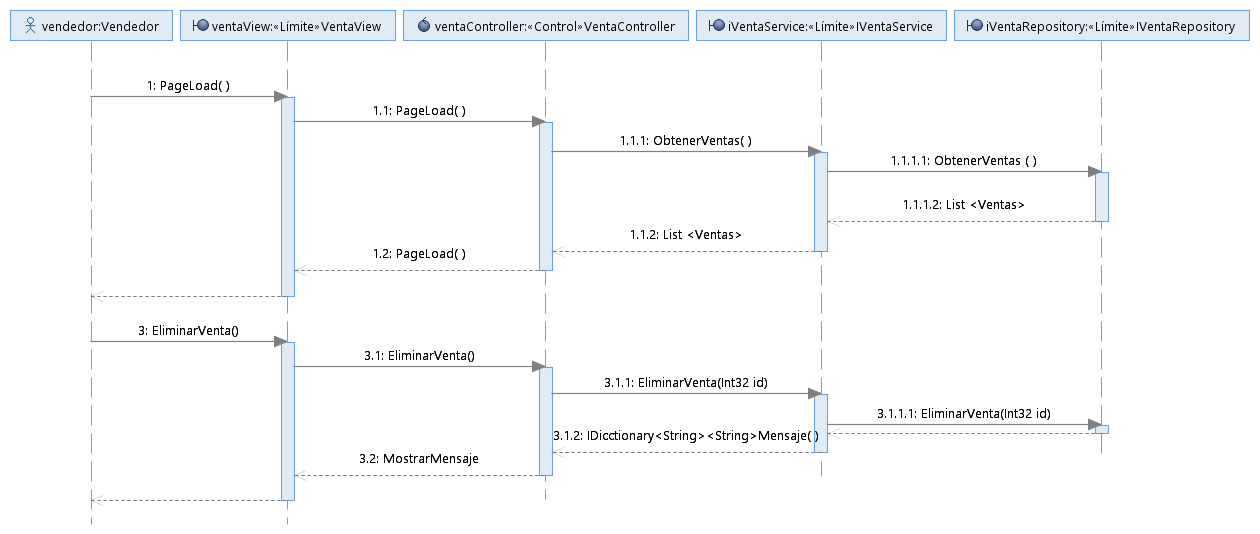 vendedor:Vendedor
ventaView:«Límite»VentaView
ventaController:«Control»VentaController
iVentaService:«Límite»IVentaService
iVentaRepository:«Límite»IVentaRepository
1: PageLoad( )
1.1: PageLoad( )
1.1.1: ObtenerVentas( )
1.1.1.1: ObtenerVentas ( )
1.1.1.2: List <Ventas>
1.1.2: List <Ventas>
1.2: PageLoad( )
3: EliminarVenta()
3.1: EliminarVenta()
3.1.1: EliminarVenta(Int32 id)
3.1.1.1: EliminarVenta(Int32 id)
3.1.2: IDicctionary<String><String>Mensaje( )
3.2: MostrarMensaje